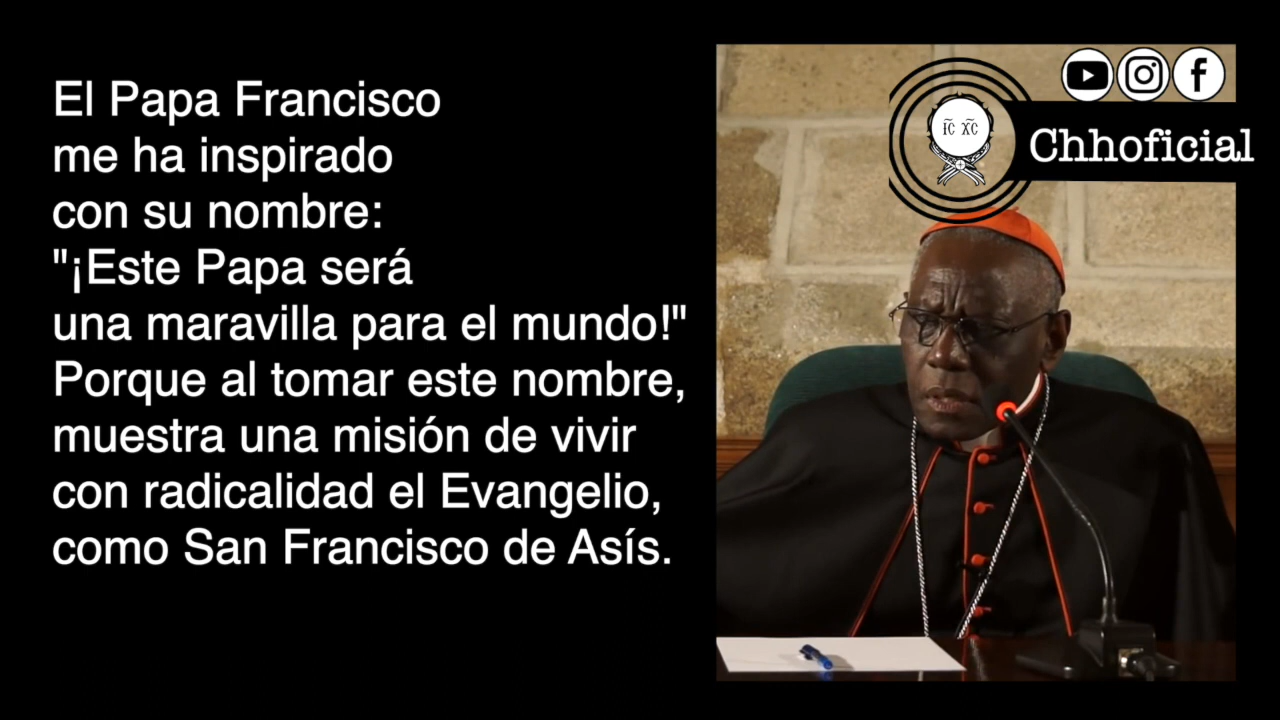 El Papa Francisco
me ha inspirado
con su nombre:
"¡Este Papa será
una maravilla para el mundo!"
Porque al tomar este nombre,
muestra una misión de vivir
con radicalidad el Evangelio,
como San Francisco de Asís.
IC XC
Chhoficial